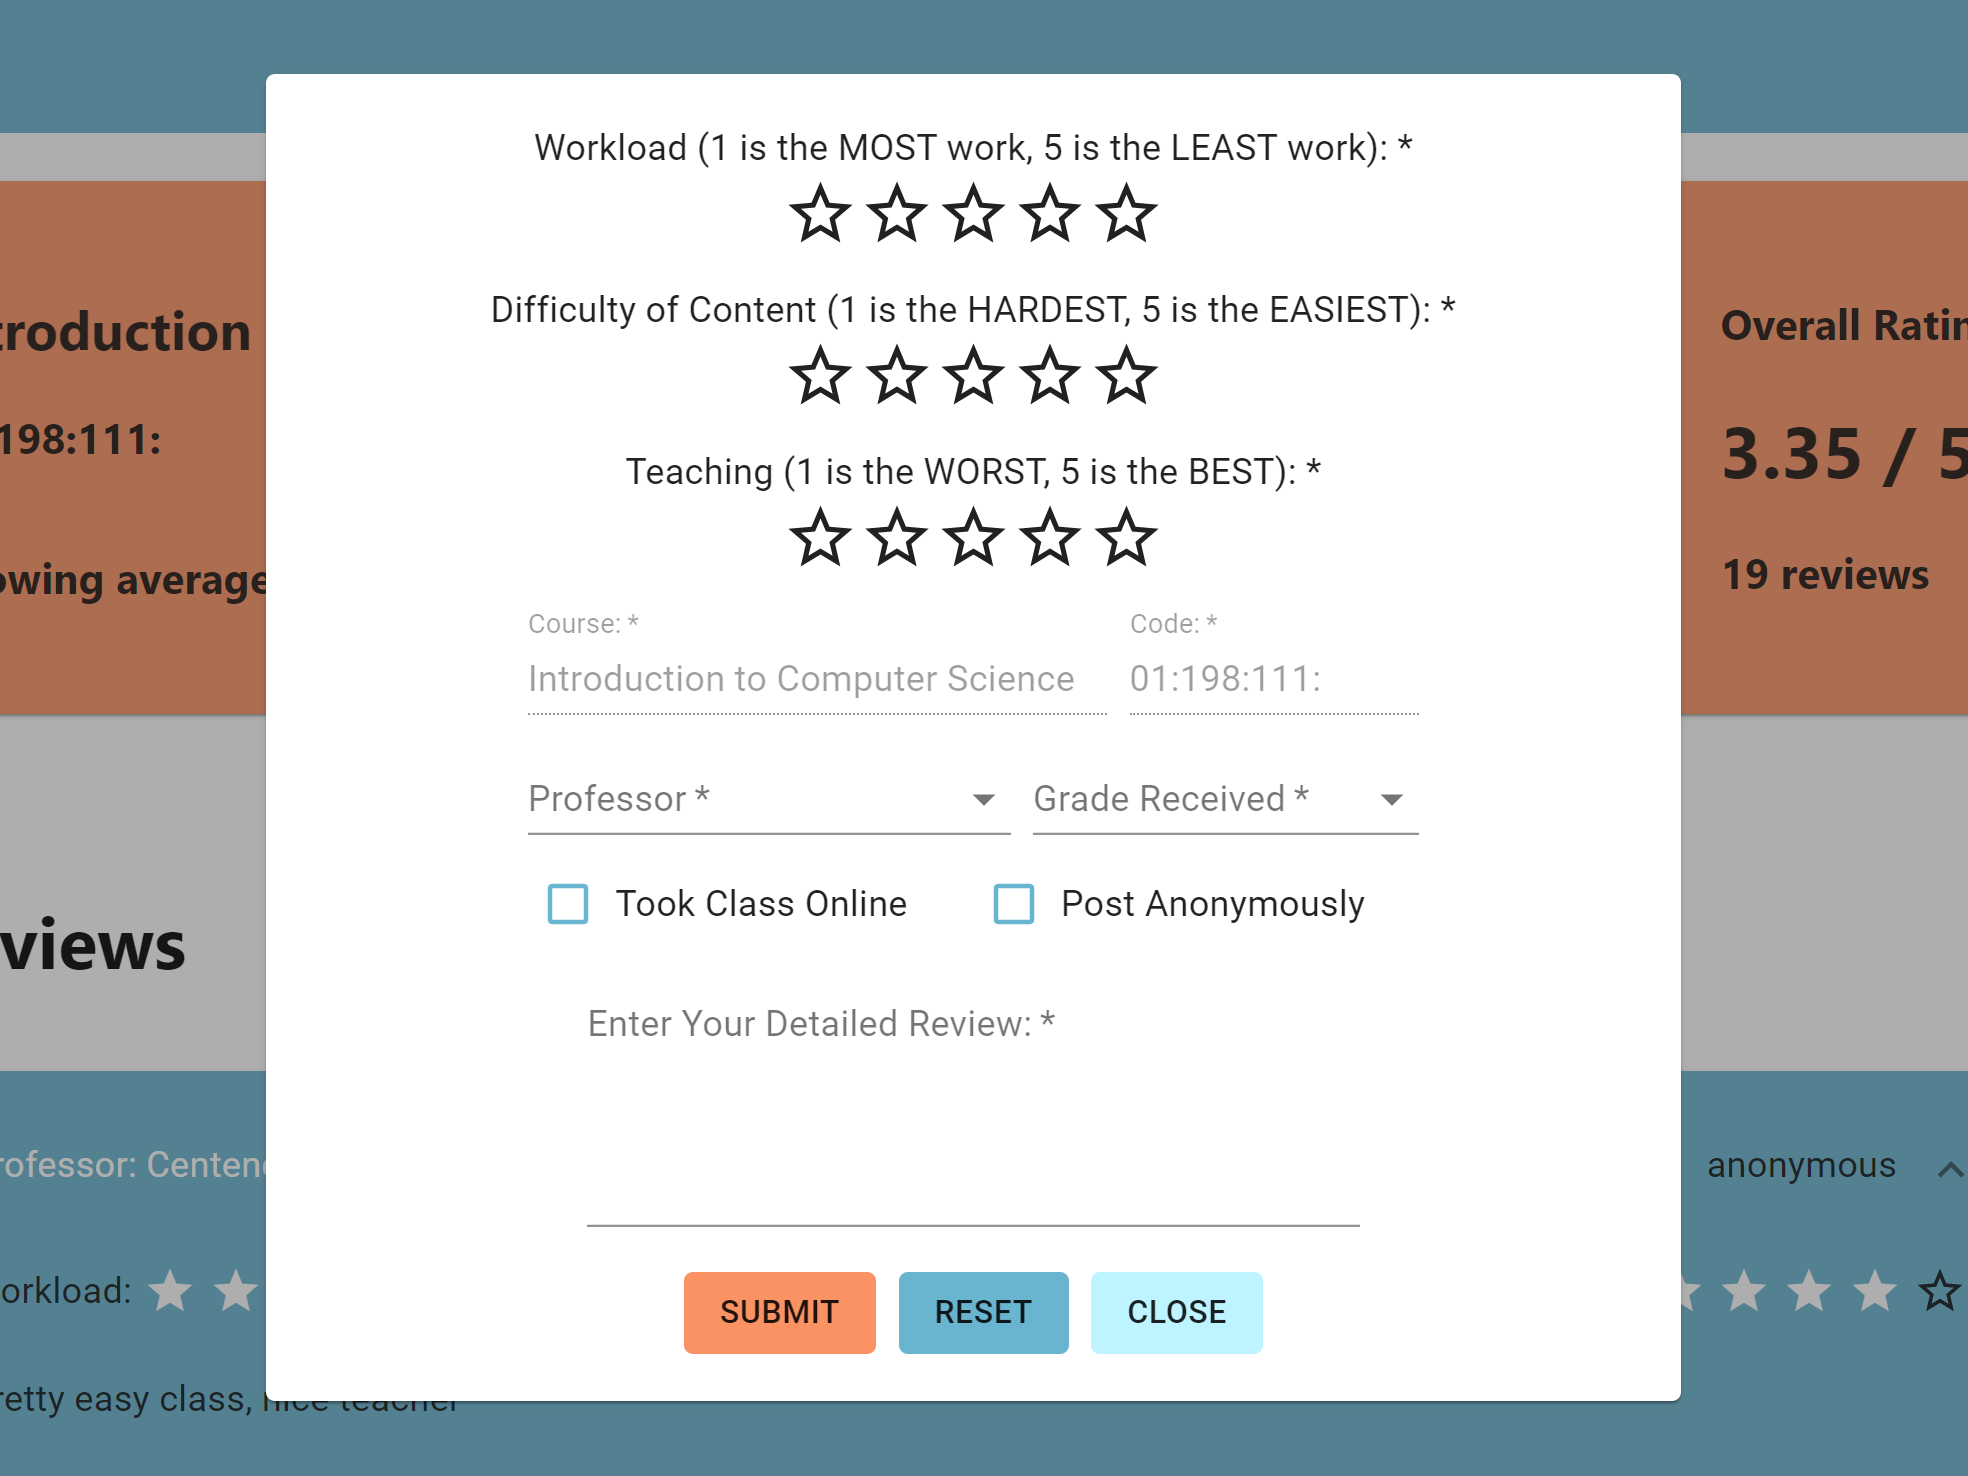 Workload (1 is the MOST work, 5 is the LEAST work): *
Difficulty of Content (1 is the HARDEST, 5 is the EASIEST): *
troduction
Overall Ratin
198:111:
3.35 / 5
Teaching (1 is the WORST, 5 is the BEST): *
owing average
19 reviews
Course: * Code: *
Introduction to Computer Science 01:198:111:
Professor * Grade Received *
Took Class Online Post Anonymously
views
Enter Your Detailed Review: *
rofessor: Centen
anonymous
orkload:
SUBMIT RESET CLOSE
retty easy class, nice teacher